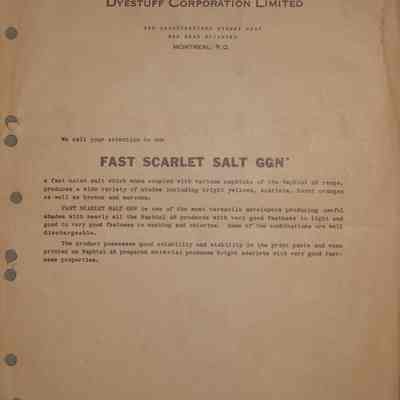 DYESTUFF CORPORATION LIMITED
MONTREAL, P.Q.
We call your attention to our
FAST SCARLET SALT GGN*
a fast color salt which when coupled with various naphtols of the Naphtol AS range,
produces a wide variety of shades including bright yellows, scarlets, burnt oranges
as well as browns and maroons.
FAST SCARLET SALT GGN is one of the most versatile developers producing useful
shades with nearly all the Naphtol AS products with very good fastness to light and
good to very good fastness to washing and chlorine. Some of the combinations are well
dischargeable.
The product possesses good solubility and stability in the print paste and when
printed on Naphtol AS prepared material produces bright scarlets with very good fast-
ness properties.